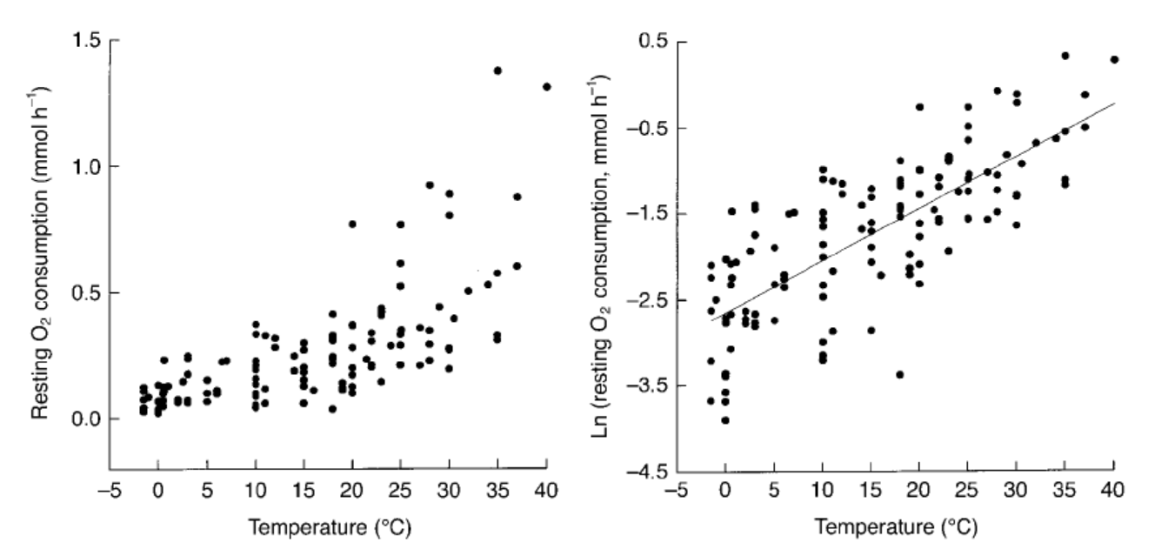 1.5
1.0
0.5
0.0
Resting O₂ consumption (mmol h⁻¹)
–5 0 5 10 15 20 25 30 35 40
Temperature (°C)
0.5
–0.5
–1.5
–2.5
–3.5
–4.5
Ln (resting O₂ consumption, mmol h⁻¹)
–5 0 5 10 15 20 25 30 35 40
Temperature (°C)